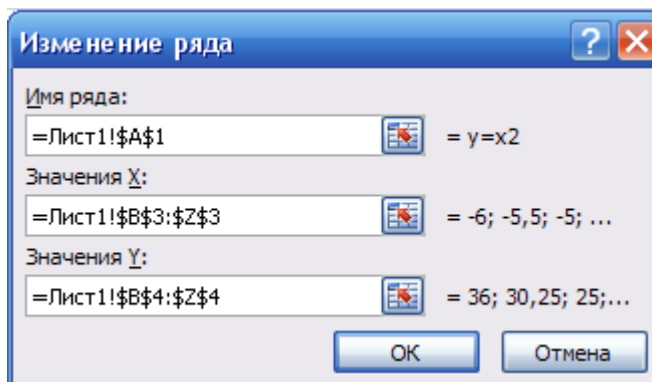 Изменение ряда
Имя ряда:
=Лист1!$A$1 = y=x2
Значения X:
=Лист1!$B$3:$Z$3 = -6; -5,5; -5; ...
Значения Y:
=Лист1!$B$4:$Z$4 = 36; 30,25; 25;...
ОК Отмена